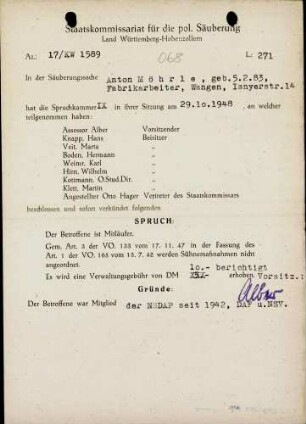 Staatskommissariat für die pol. Säuberung
Land Württemberg-Hohenzollern
Az.: 17/KW 1589
068
L: 271
In der Säuberungssache Anton Möhrle, geb.5.2.83,
Fabrikarbeiter, Wangen, Isnyerstr.14
hat die Spruchkammer IX in ihrer Sitzung am 29.10.1948, an welcher
teilgenommen haben:
Assessor Alber Vorsitzender
Knapp, Hans Beisitzer
Veit, Marta "
Boden, Hermann "
Weiner, Karl "
Hirn, Wilhelm "
Kottmann, O.Stud.Dir. "
Klett, Martin "
Angestellter Otto Hager Vertreter des Staatskommissars
beschlossen und sofort verkündet folgenden
SPRUCH:
Der Betroffene ist Mitläufer.
Gem. Art. 3 der VO. 133 vom 17. 11. 47 in der Fassung des
Art. 1 der VO. 165 vom 13. 7. 48 werden Sühnemaßnahmen nicht
angeordnet.
10.- berichtigt
Es wird eine Verwaltungsgebühr von DM erhoben Vorsitz.:
Alber
Gründe:
Der Betroffene war Mitglied der NSDAP seit 1942, DAF u.NSV.